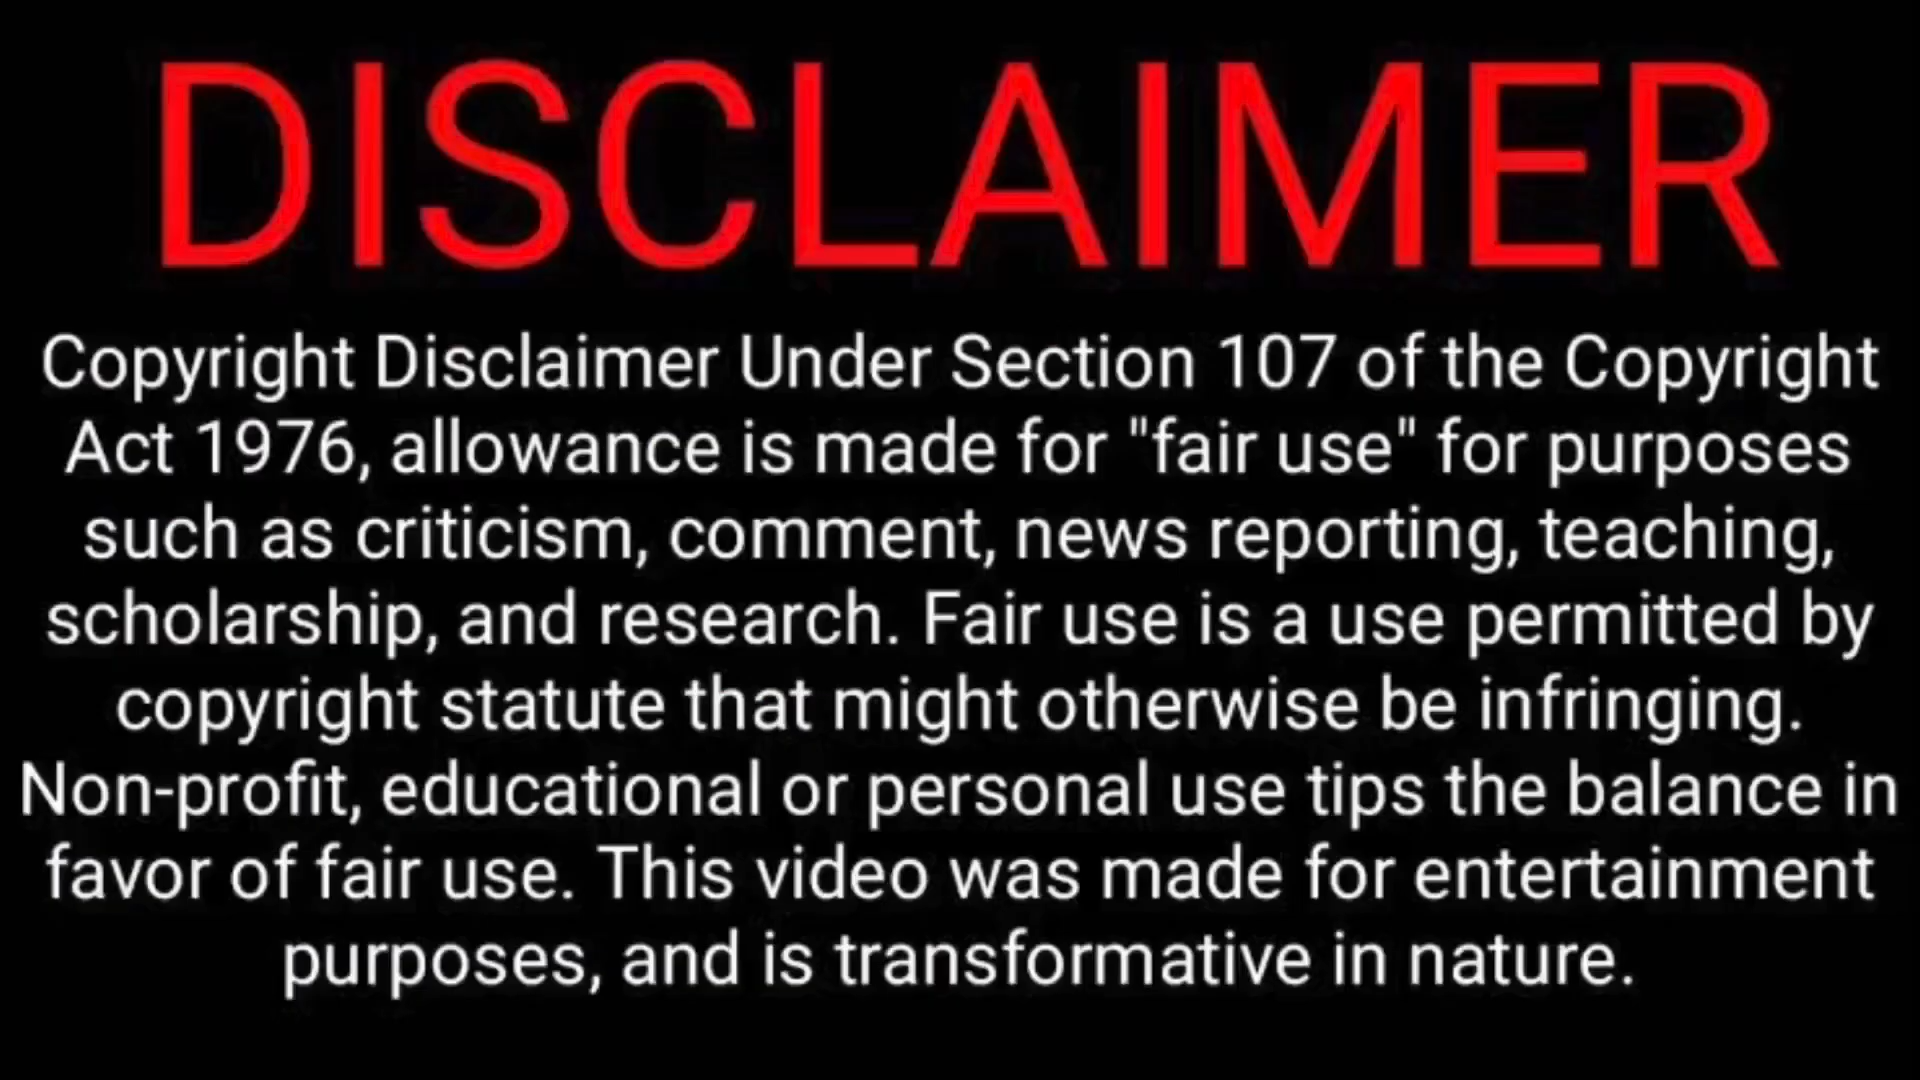 DISCLAIMER
Copyright Disclaimer Under Section 107 of the Copyright
Act 1976, allowance is made for "fair use" for purposes
such as criticism, comment, news reporting, teaching,
scholarship, and research. Fair use is a use permitted by
copyright statute that might otherwise be infringing.
Non-profit, educational or personal use tips the balance in
favor of fair use. This video was made for entertainment
purposes, and is transformative in nature.